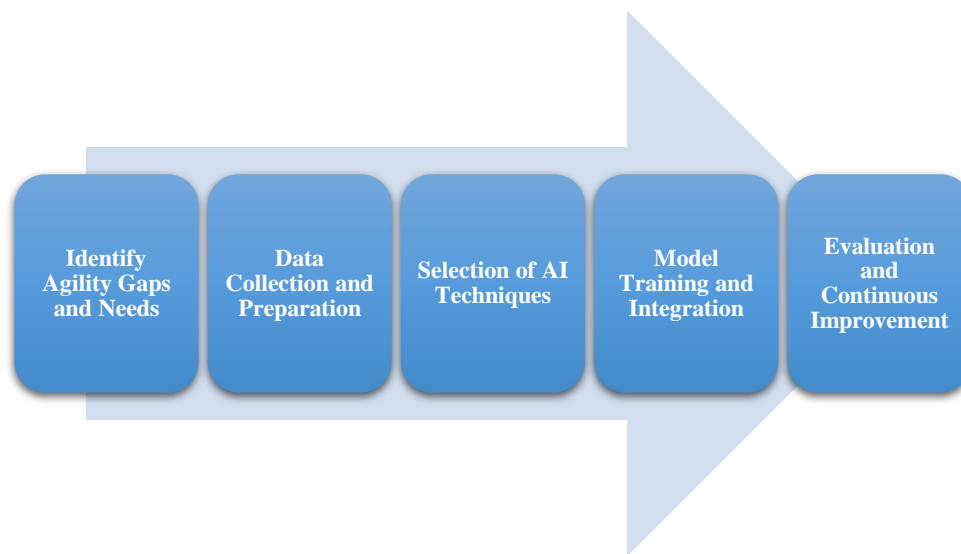 Identify
Agility Gaps
and Needs
Data
Collection and
Preparation
Selection of AI
Techniques
Model
Training and
Integration
Evaluation
and
Continuous
Improvement